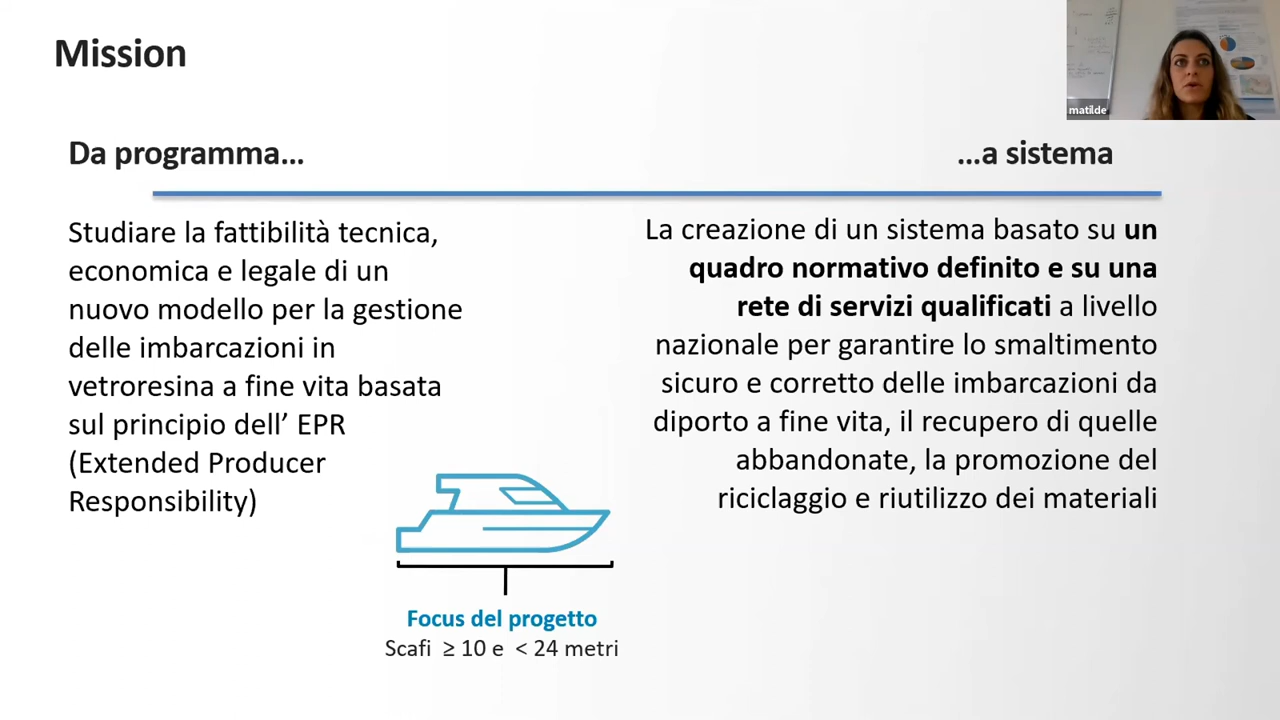 Mission
matilde
Da programma...
...a sistema
Studiare la fattibilità tecnica,
economica e legale di un
nuovo modello per la gestione
delle imbarcazioni in
vetroresina a fine vita basata
sul principio dell’ EPR
(Extended Producer
Responsibility)
La creazione di un sistema basato su un
quadro normativo definito e su una
rete di servizi qualificati a livello
nazionale per garantire lo smaltimento
sicuro e corretto delle imbarcazioni da
diporto a fine vita, il recupero di quelle
abbandonate, la promozione del
riciclaggio e riutilizzo dei materiali
Focus del progetto
Scafi ≥ 10 e < 24 metri